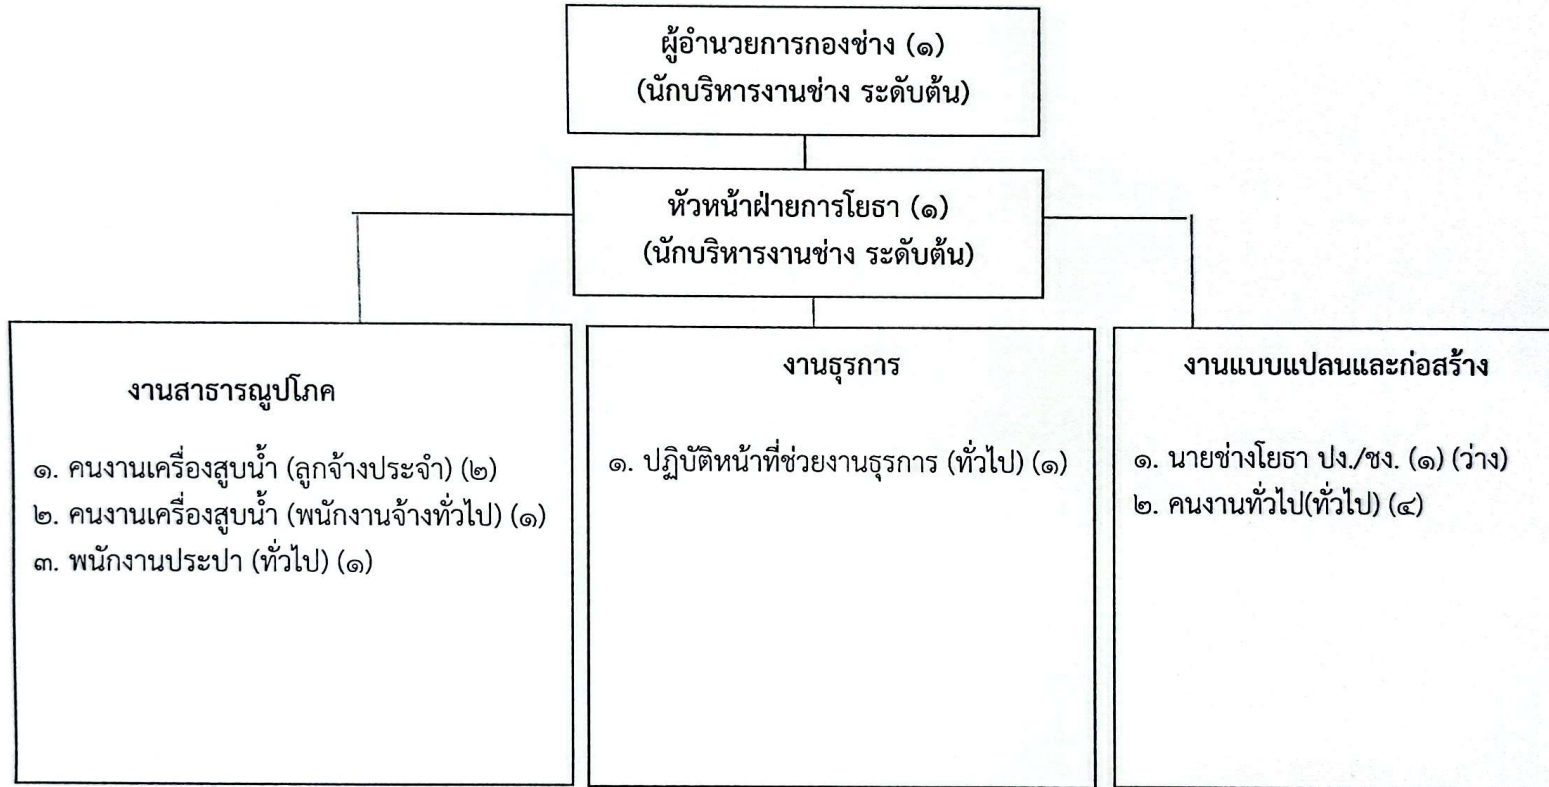 ผู้อำนวยการกองช่าง (๑)
(นักบริหารงานช่าง ระดับต้น)
หัวหน้าฝ่ายการโยธา (๑)
(นักบริหารงานช่าง ระดับต้น)
งานสาธารณูปโภค
๑. คนงานเครื่องสูบน้ำ (ลูกจ้างประจำ) (๒)
๒. คนงานเครื่องสูบน้ำ (พนักงานจ้างทั่วไป) (๑)
๓. พนักงานประปา (ทั่วไป) (๑)
งานธุรการ
๑. ปฏิบัติหน้าที่ช่วยงานธุรการ (ทั่วไป) (๑)
งานแบบแปลนและก่อสร้าง
๑. นายช่างโยธา ปง./ชง. (๑) (ว่าง)
๒. คนงานทั่วไป(ทั่วไป) (๔)